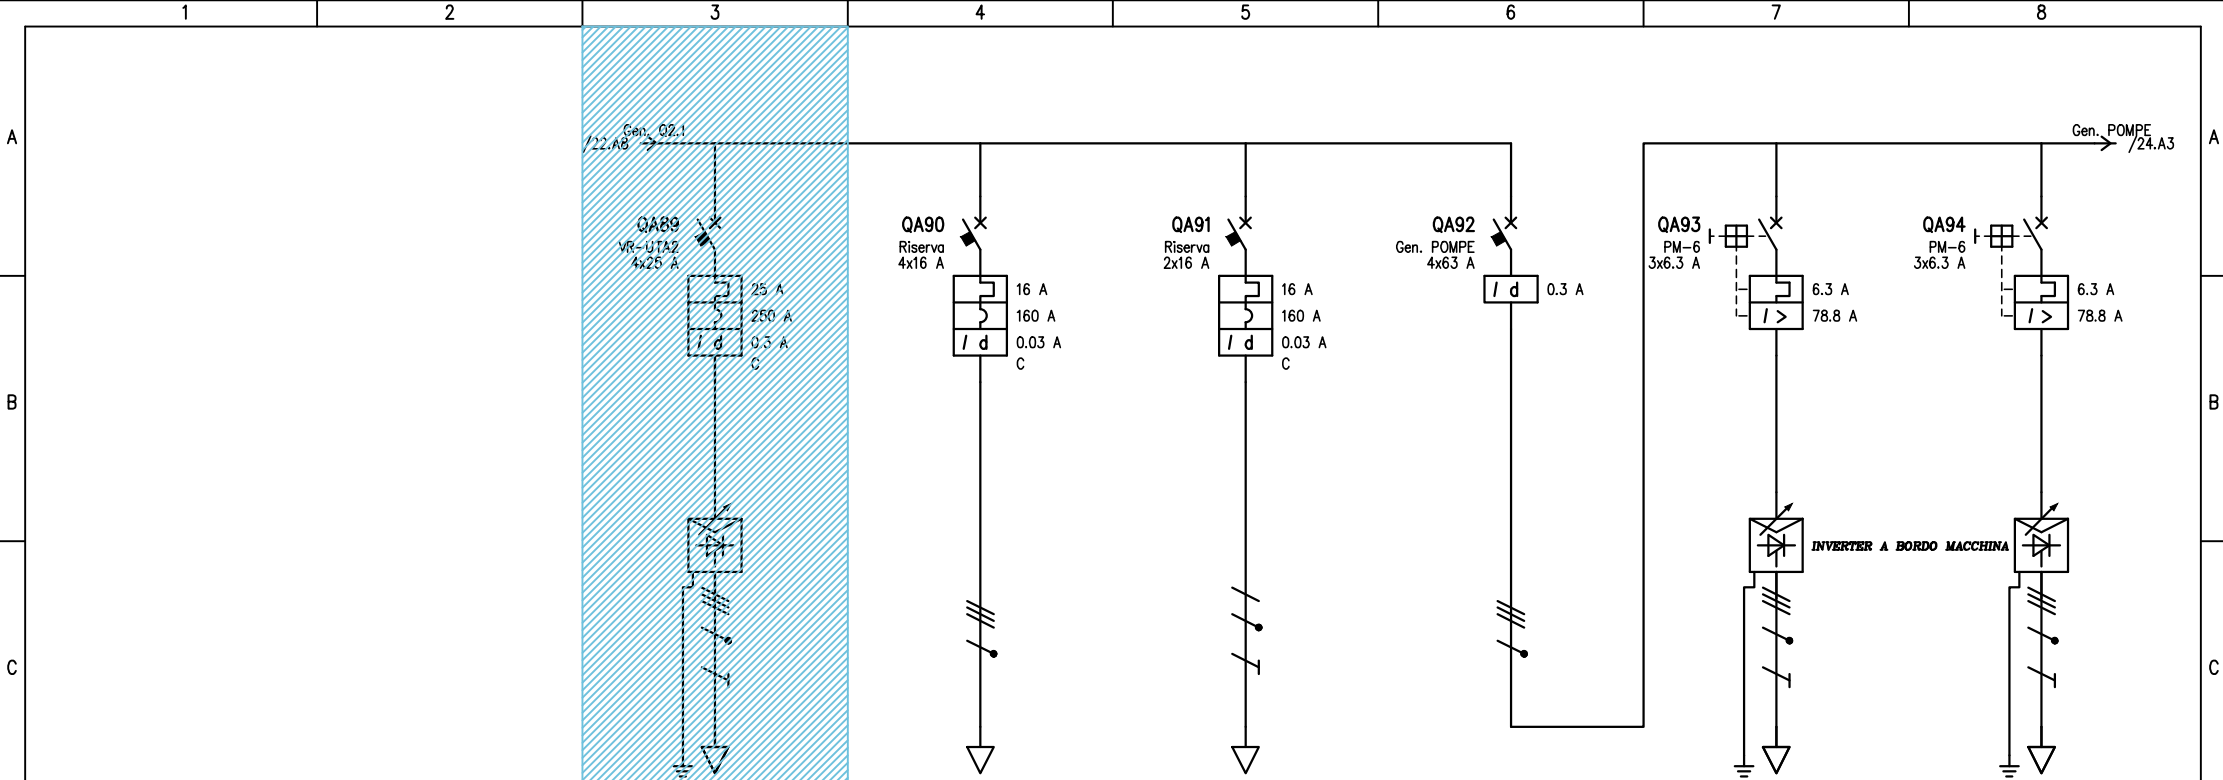 1 2 3 4 5 6 7 8
A A
Gen. Q2.1
/22.A8
Gen. POMPE
/24.A3
QA89
VR-UTA2
4x25 A
25 A
250 A
I d 0.3 A
C
QA90
Riserva
4x16 A
16 A
160 A
I d 0.03 A
C
QA91
Riserva
2x16 A
16 A
160 A
I d 0.03 A
C
QA92
Gen. POMPE
4x63 A
I d 0.3 A
QA93
PM-6
3x6.3 A
6.3 A
I > 78.8 A
QA94
PM-6
3x6.3 A
6.3 A
I > 78.8 A
B B
INVERTER A BORDO MACCHINA
C C